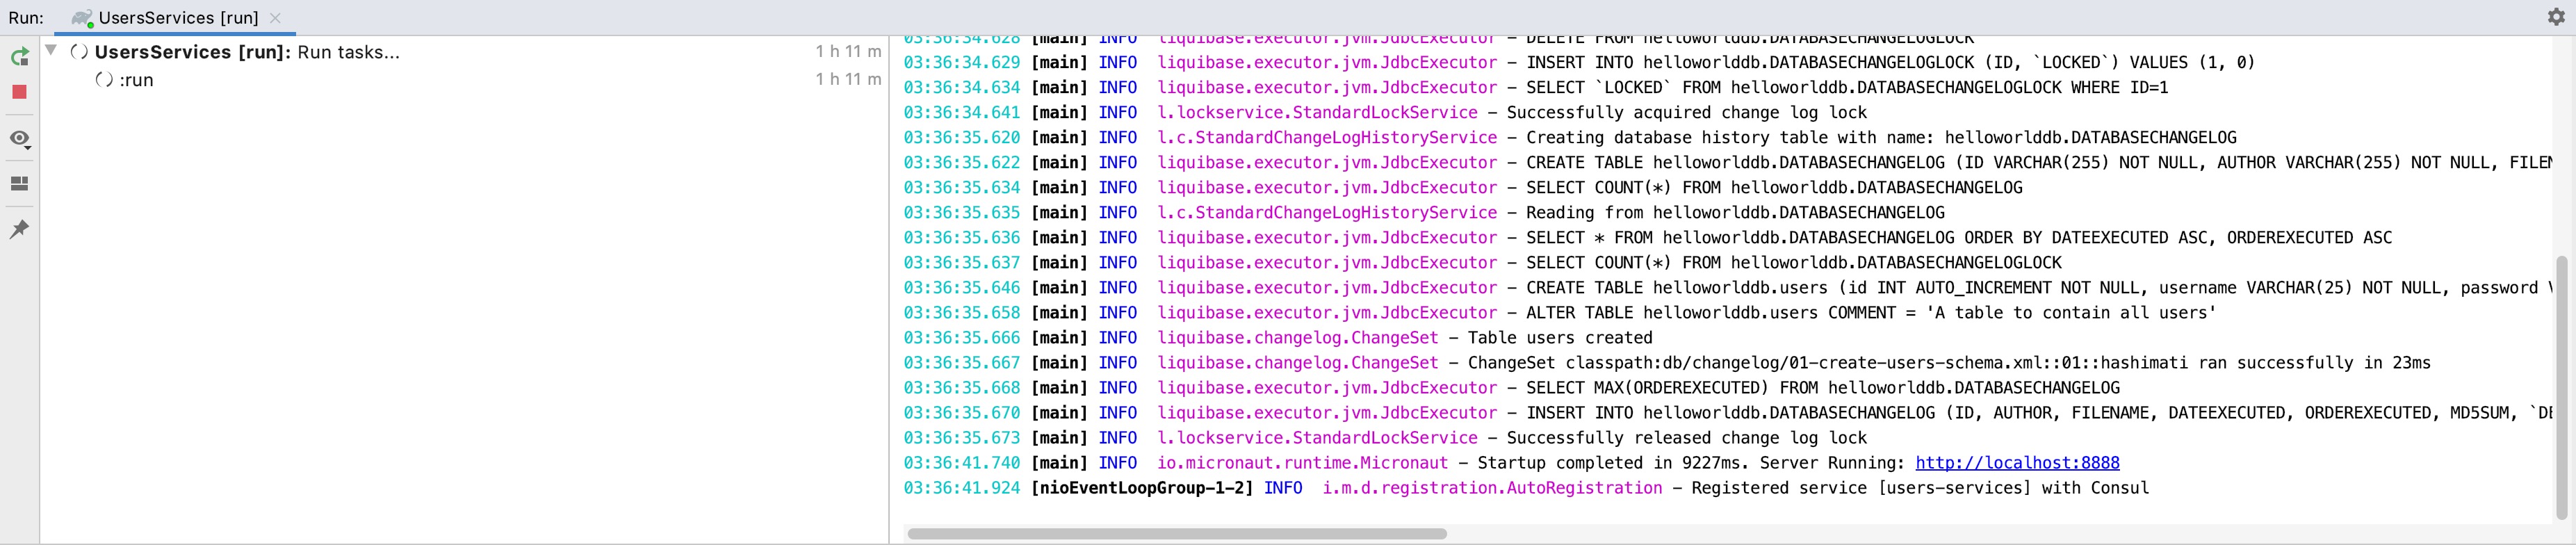 Run: UsersServices [run]
UsersServices [run]: Run tasks... 1 h 11 m
:run 1 h 11 m
03:36:34.628 [main] INFO liquibase.executor.jvm.JdbcExecutor – DELETE FROM helloworlddb.DATABASECHANGELOGLOCK
03:36:34.629 [main] INFO liquibase.executor.jvm.JdbcExecutor – INSERT INTO helloworlddb.DATABASECHANGELOGLOCK (ID, `LOCKED`) VALUES (1, 0)
03:36:34.634 [main] INFO liquibase.executor.jvm.JdbcExecutor – SELECT `LOCKED` FROM helloworlddb.DATABASECHANGELOGLOCK WHERE ID=1
03:36:34.641 [main] INFO l.lockservice.StandardLockService – Successfully acquired change log lock
03:36:35.620 [main] INFO l.c.StandardChangeLogHistoryService – Creating database history table with name: helloworlddb.DATABASECHANGELOG
03:36:35.622 [main] INFO liquibase.executor.jvm.JdbcExecutor – CREATE TABLE helloworlddb.DATABASECHANGELOG (ID VARCHAR(255) NOT NULL, AUTHOR VARCHAR(255) NOT NULL, FILEN
03:36:35.634 [main] INFO liquibase.executor.jvm.JdbcExecutor – SELECT COUNT(*) FROM helloworlddb.DATABASECHANGELOG
03:36:35.635 [main] INFO l.c.StandardChangeLogHistoryService – Reading from helloworlddb.DATABASECHANGELOG
03:36:35.636 [main] INFO liquibase.executor.jvm.JdbcExecutor – SELECT * FROM helloworlddb.DATABASECHANGELOG ORDER BY DATEEXECUTED ASC, ORDEREXECUTED ASC
03:36:35.637 [main] INFO liquibase.executor.jvm.JdbcExecutor – SELECT COUNT(*) FROM helloworlddb.DATABASECHANGELOGLOCK
03:36:35.646 [main] INFO liquibase.executor.jvm.JdbcExecutor – CREATE TABLE helloworlddb.users (id INT AUTO_INCREMENT NOT NULL, username VARCHAR(25) NOT NULL, password V
03:36:35.658 [main] INFO liquibase.executor.jvm.JdbcExecutor – ALTER TABLE helloworlddb.users COMMENT = 'A table to contain all users'
03:36:35.666 [main] INFO liquibase.changelog.ChangeSet – Table users created
03:36:35.667 [main] INFO liquibase.changelog.ChangeSet – ChangeSet classpath:db/changelog/01-create-users-schema.xml::01::hashimati ran successfully in 23ms
03:36:35.668 [main] INFO liquibase.executor.jvm.JdbcExecutor – SELECT MAX(ORDEREXECUTED) FROM helloworlddb.DATABASECHANGELOG
03:36:35.670 [main] INFO liquibase.executor.jvm.JdbcExecutor – INSERT INTO helloworlddb.DATABASECHANGELOG (ID, AUTHOR, FILENAME, DATEEXECUTED, ORDEREXECUTED, MD5SUM, `DE
03:36:35.673 [main] INFO l.lockservice.StandardLockService – Successfully released change log lock
03:36:41.740 [main] INFO io.micronaut.runtime.Micronaut – Startup completed in 9227ms. Server Running: http://localhost:8888
03:36:41.924 [nioEventLoopGroup-1-2] INFO i.m.d.registration.AutoRegistration – Registered service [users-services] with Consul